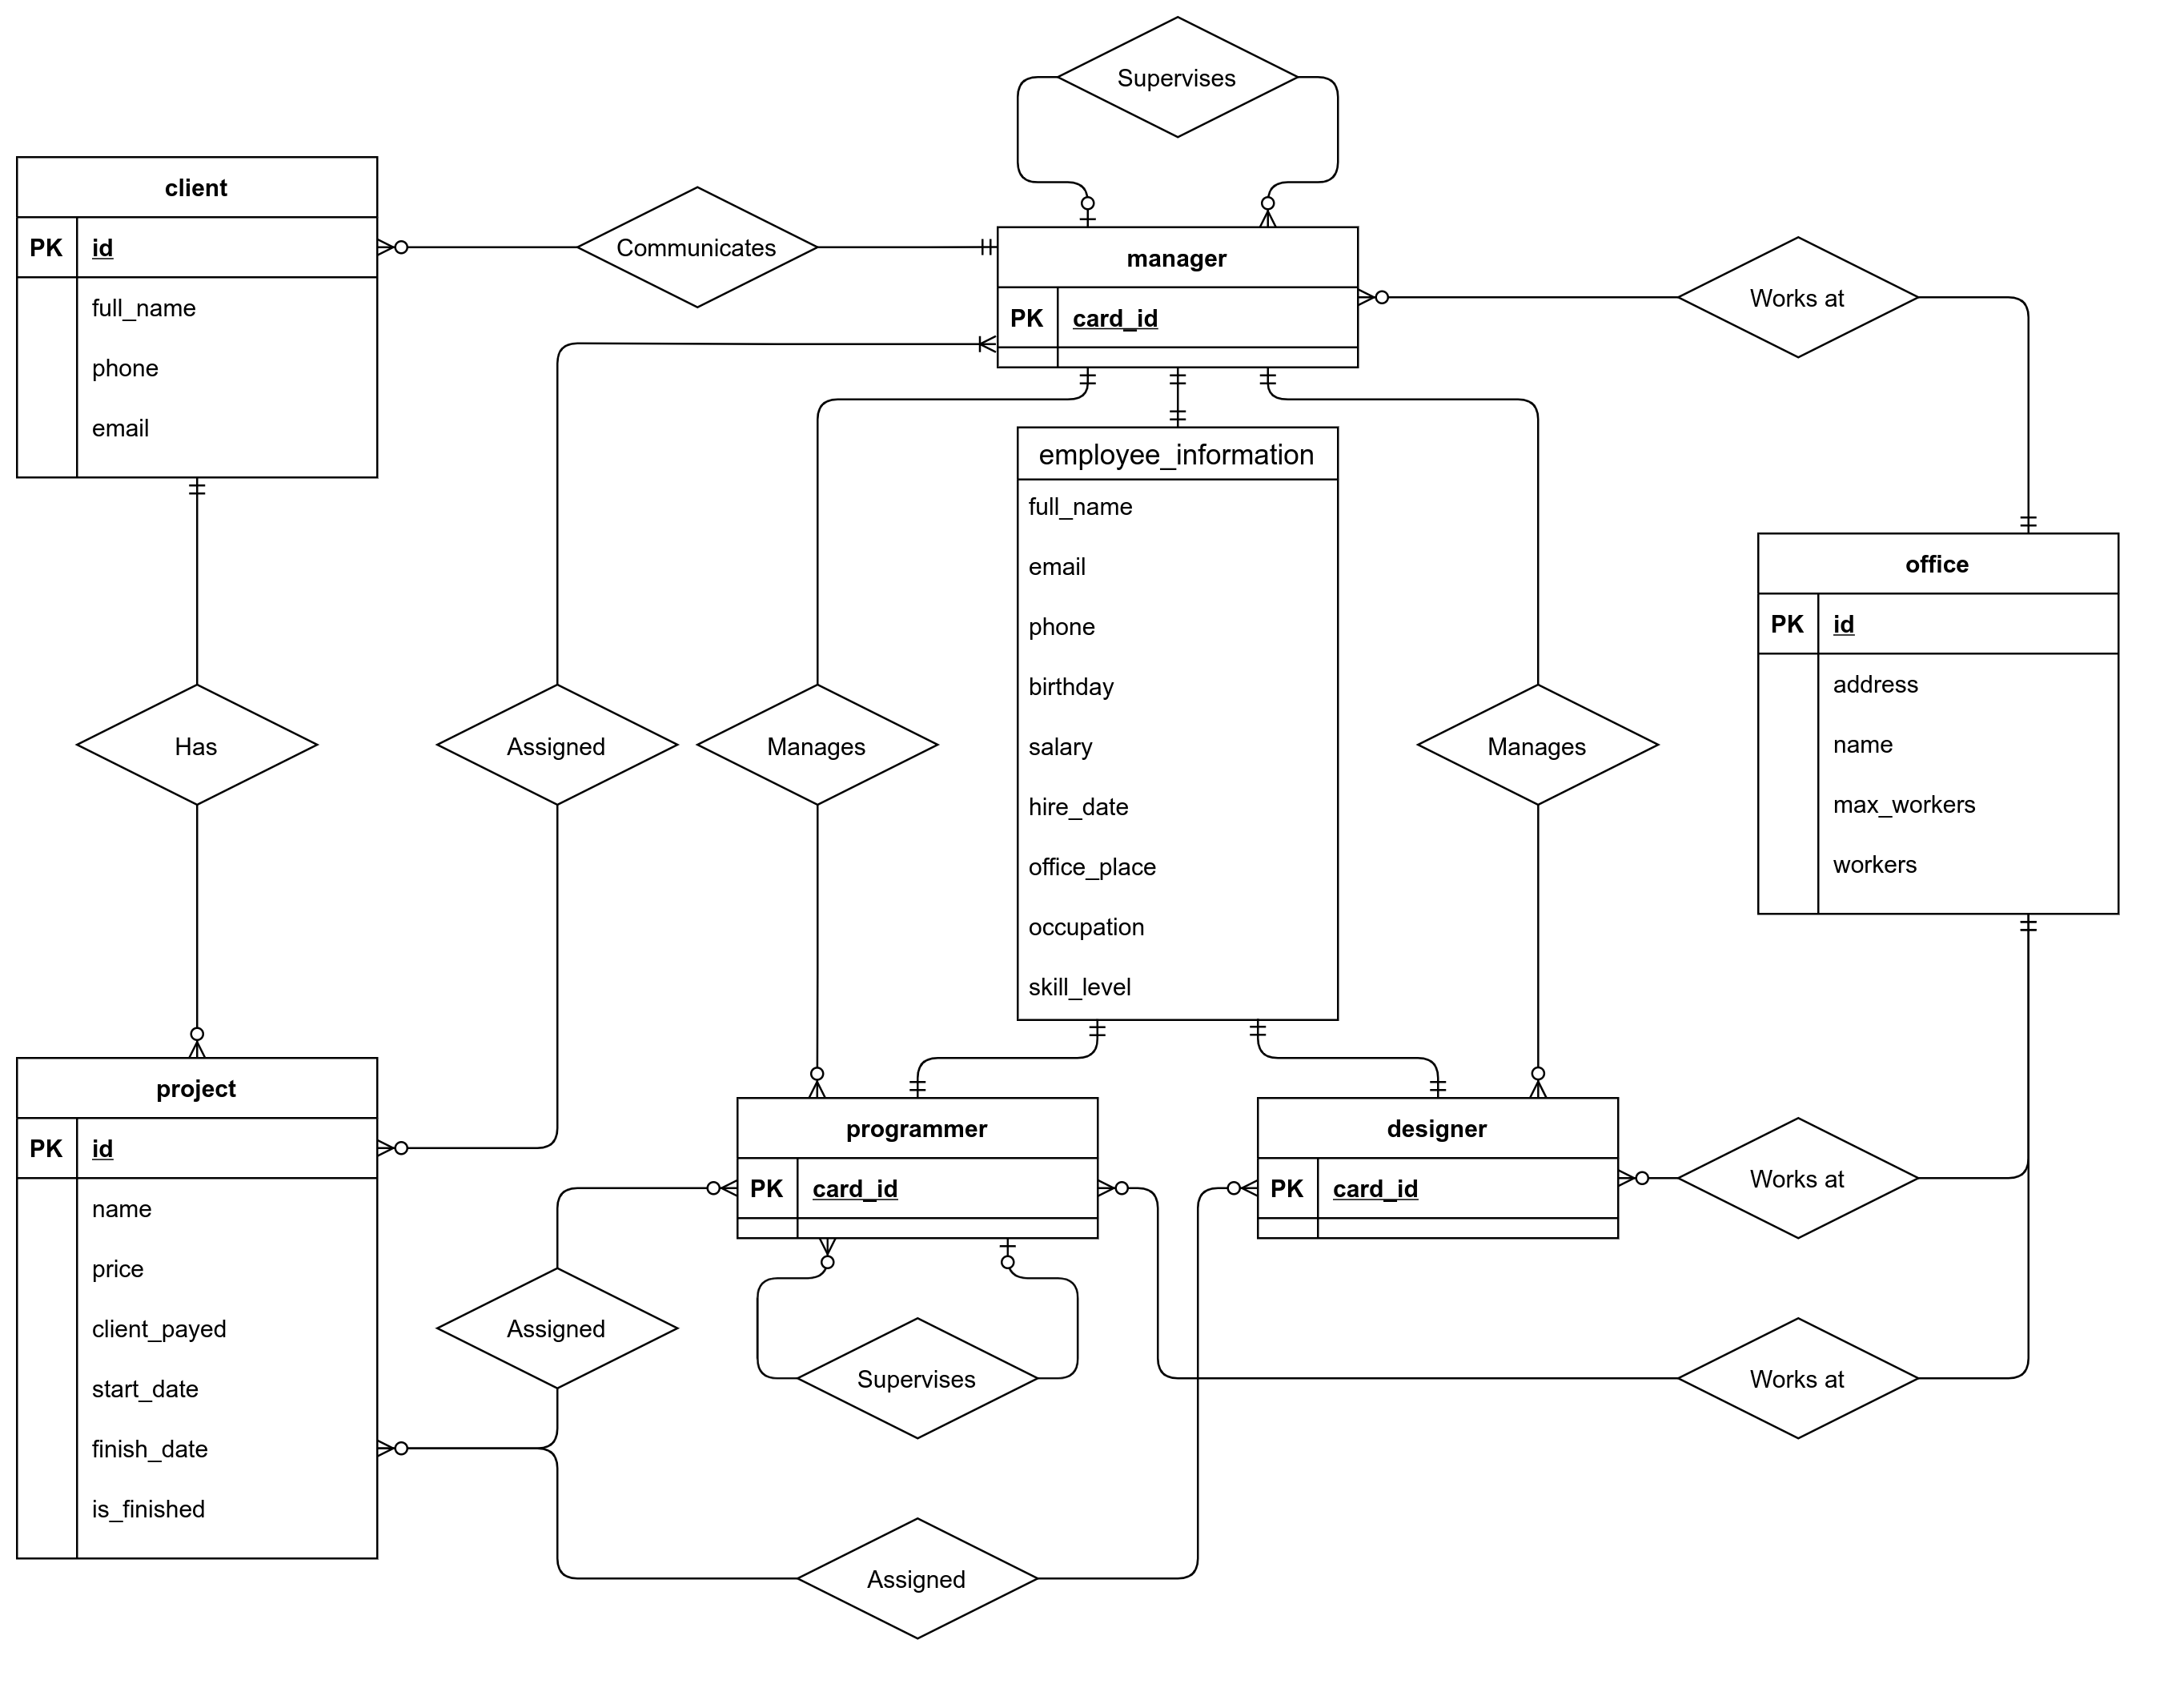 Supervises
client
PK id
full_name
phone
email
Communicates
manager
PK card_id
Works at
employee_information
full_name
email
phone
birthday
salary
hire_date
office_place
occupation
skill_level
office
PK id
address
name
max_workers
workers
Has
Assigned
Manages
Manages
project
PK id
name
price
client_payed
start_date
finish_date
is_finished
programmer
PK card_id
designer
PK card_id
Works at
Assigned
Supervises
Works at
Assigned